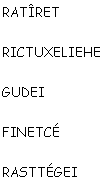 RATÎRET
RICTUXELIEHE
GUDEI
FINETCÉ
RASTTÉGEI